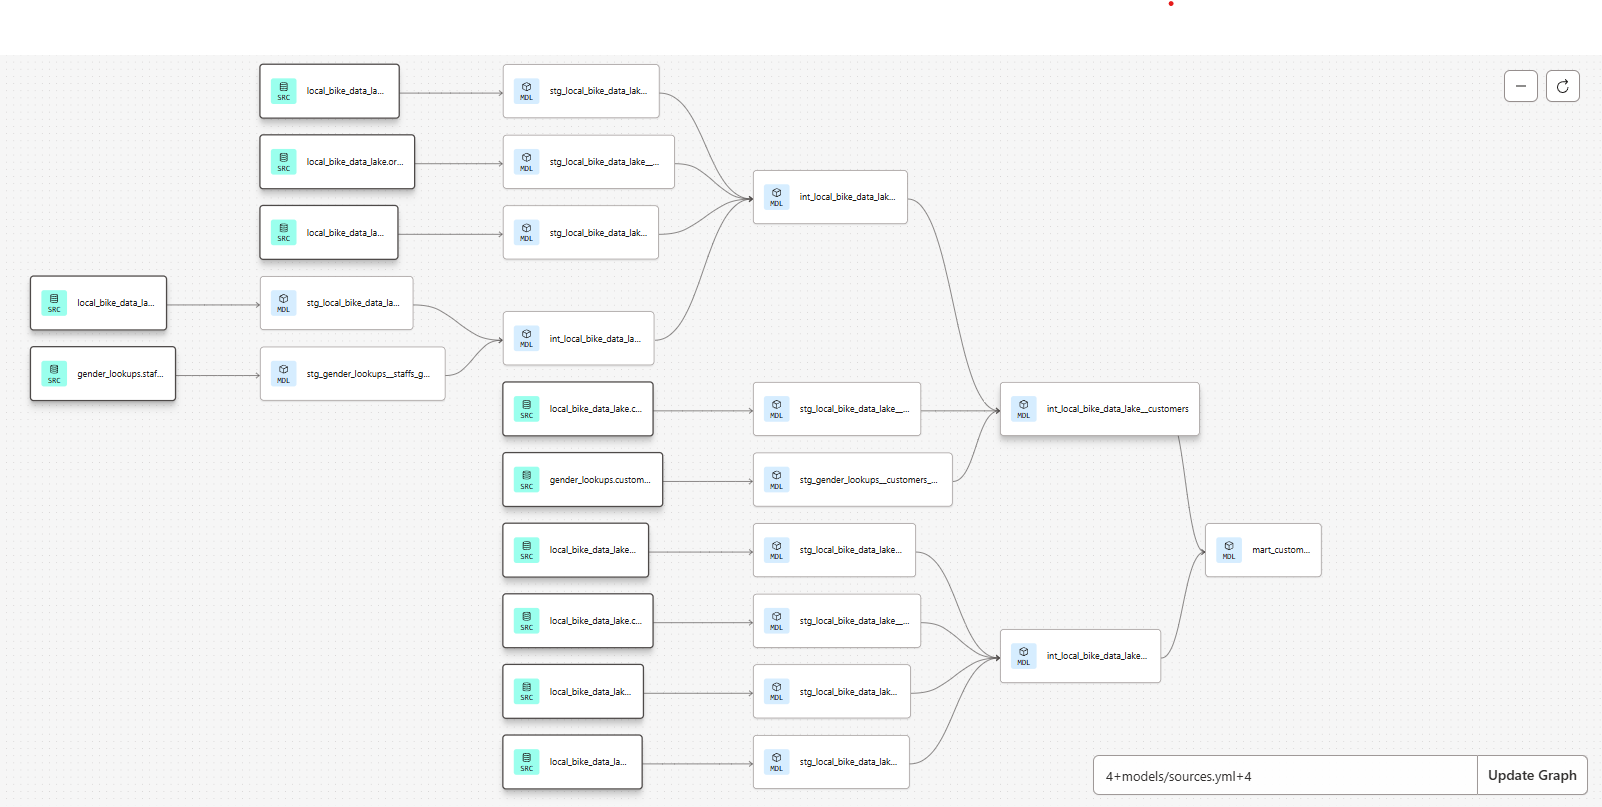 SRC local_bike_data_la...
MDL stg_local_bike_data_lak...
SRC local_bike_data_lake.or...
MDL stg_local_bike_data_lake__...
MDL int_local_bike_data_lak...
SRC local_bike_data_la...
MDL stg_local_bike_data_lak...
SRC local_bike_data_la...
MDL stg_local_bike_data_la...
MDL int_local_bike_data_la...
SRC gender_lookups.staf...
MDL stg_gender_lookups__staffs_g...
SRC local_bike_data_lake.c...
MDL stg_local_bike_data_lake__...
MDL int_local_bike_data_lake__customers
SRC gender_lookups.custom...
MDL stg_gender_lookups__customers_...
SRC local_bike_data_lake...
MDL stg_local_bike_data_lake...
MDL mart_custom...
SRC local_bike_data_lake.c...
MDL stg_local_bike_data_lake__...
MDL int_local_bike_data_lake...
SRC local_bike_data_lak...
MDL stg_local_bike_data_lak...
SRC local_bike_data_la...
MDL stg_local_bike_data_lak...
4+models/sources.yml+4
Update Graph